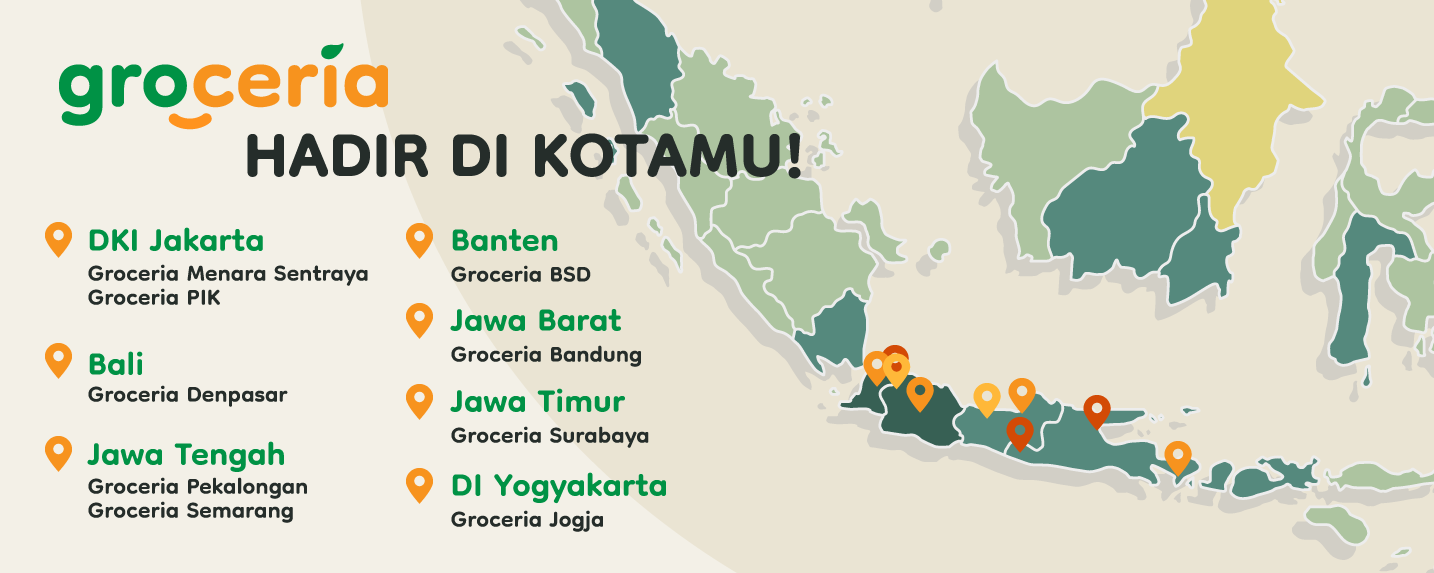 groceria
HADIR DI KOTAMU!
DKI Jakarta
Groceria Menara Sentraya
Groceria PIK
Bali
Groceria Denpasar
Jawa Tengah
Groceria Pekalongan
Groceria Semarang
Banten
Groceria BSD
Jawa Barat
Groceria Bandung
Jawa Timur
Groceria Surabaya
DI Yogyakarta
Groceria Jogja